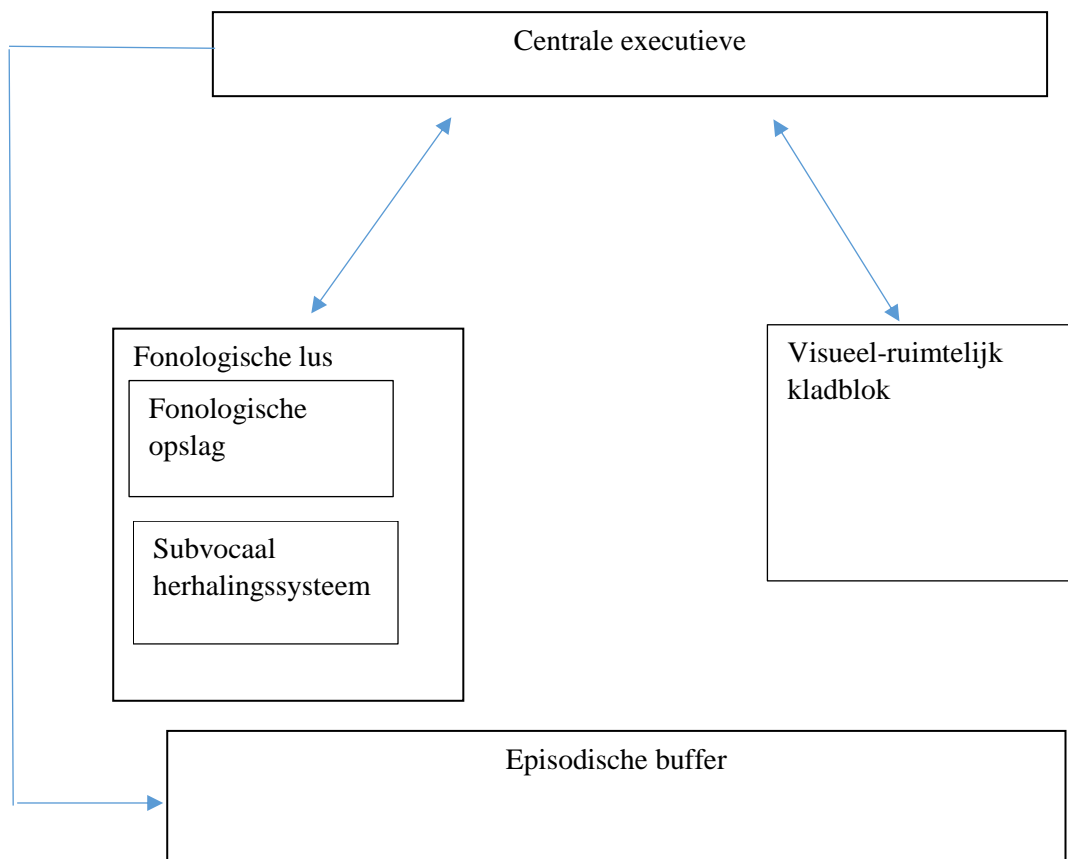 Centrale executieve
Fonologische lus
Fonologische
opslag
Subvocaal
herhalingssysteem
Visueel-ruimtelijk
kladblok
Episodische buffer